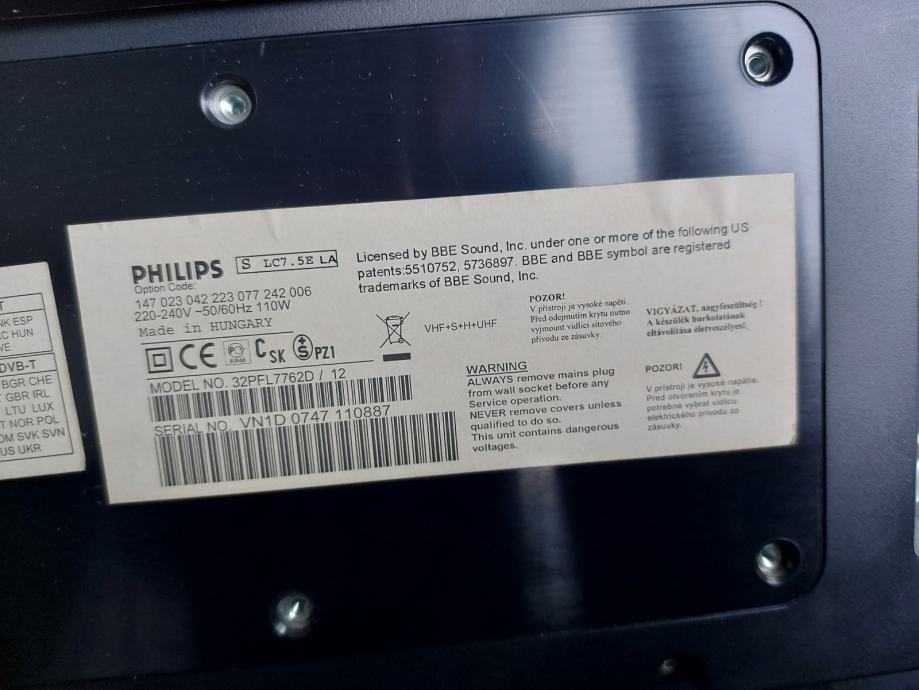 T
NK ESP
C HUN
VE
DVB-T
BGR CHE
GBR IRL
LTU LUX
T NOR POL
OM SVK SVN
US UKR
PHILIPS
S LC7.5E LA
Option Code:
147 023 042 223 077 242 006
220-240V ~50/60Hz 110W
Made in HUNGARY
CE
PC
C SK
S PZ1
MODEL NO. 32PFL7762D / 12
SERIAL NO. VN1D 0747 110887
Licensed by BBE Sound, Inc. under one or more of the following US
patents:5510752, 5736897. BBE and BBE symbol are registered
trademarks of BBE Sound, Inc.
VHF+S+H+UHF
POZOR!
V přístroji je vysoké napětí.
Před odejmutím krytu nutno
vyjmout vidlici síťového
přívodu ze zásuvky.
VIGYÁZAT, nagyfeszültség !
A készülék burkolatának
eltávolítása életveszélyes!
WARNING
ALWAYS remove mains plug
from wall socket before any
Service operation.
NEVER remove covers unless
qualified to do so.
This unit contains dangerous
voltages.
POZOR!
V prístroji je vysoké napätie.
Pred otvorením krytu je
potrebné vybrat vidlicu
elektrického prívodu zo
zásuvky.